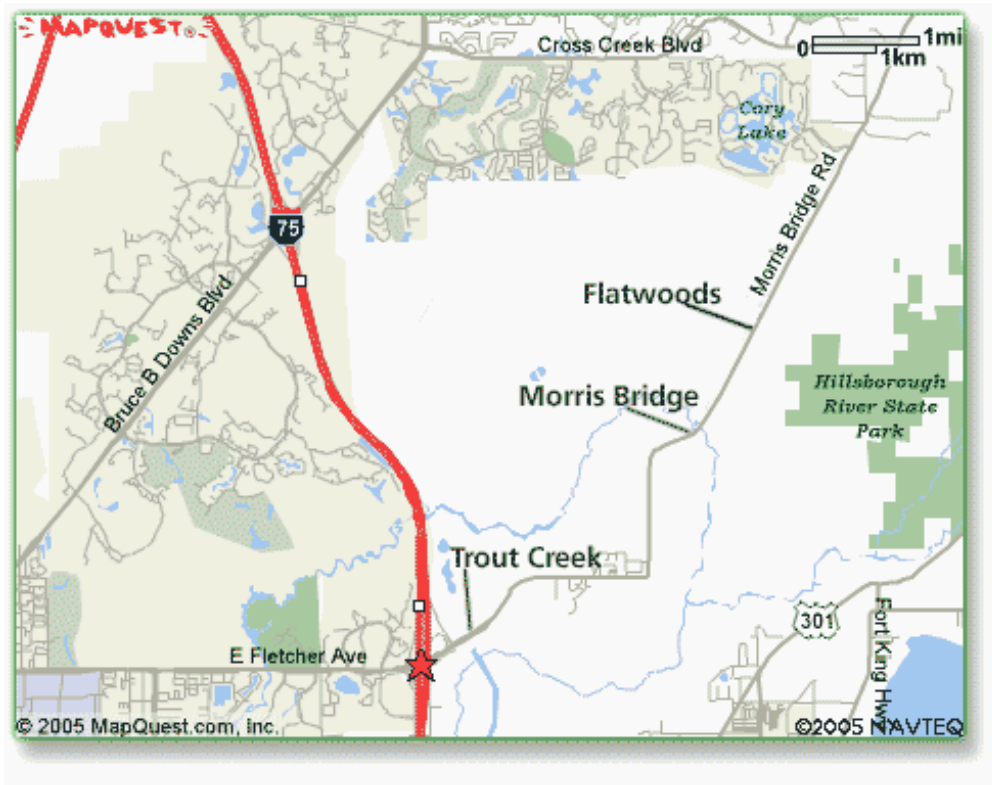 MAPQUEST®
Cross Creek Blvd
0
1mi
1km
Cory
Lake
Morris Bridge Rd
75
Flatwoods
Bruce B Downs Blvd
Morris Bridge
Hillsborough
River State
Park
Trout Creek
301
Fort King Hwy
E Fletcher Ave
© 2005 MapQuest.com, Inc.
©2005 NAVTEQ